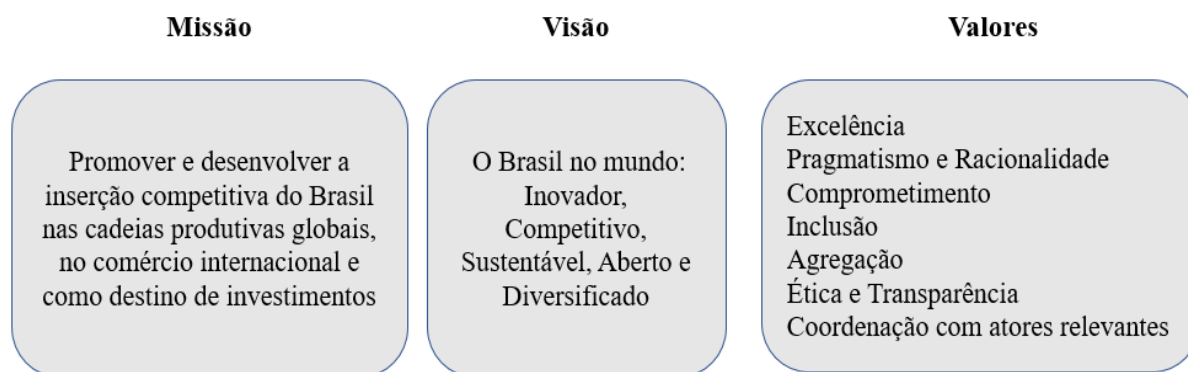 Missão
Promover e desenvolver a
inserção competitiva do Brasil
nas cadeias produtivas globais,
no comércio internacional e
como destino de investimentos
Visão
O Brasil no mundo:
Inovador,
Competitivo,
Sustentável, Aberto e
Diversificado
Valores
Excelência
Pragmatismo e Racionalidade
Comprometimento
Inclusão
Agregação
Ética e Transparência
Coordenação com atores relevantes